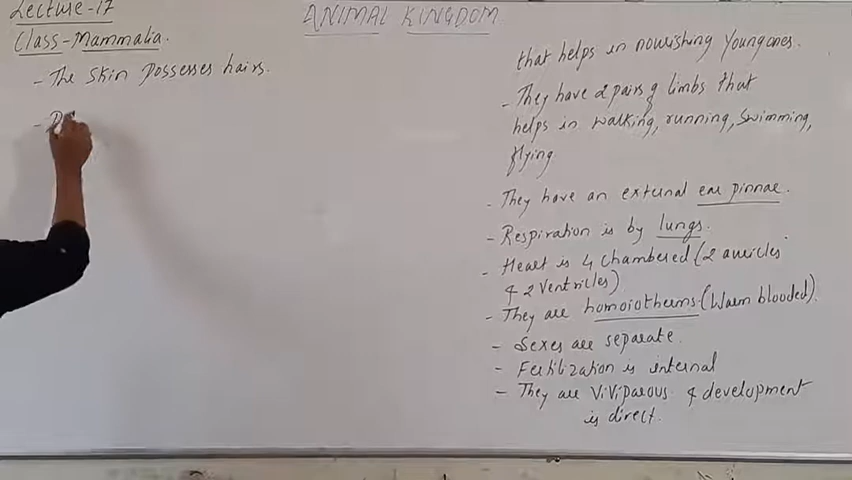 Lecture-17
ANIMAL KINGDOM
Class-Mammalia.
- The Skin Possesses hairs.
-
that helps in nourishing Young ones.
- They have 2 pairs of limbs that
helps in walking, running, Swimming,
flying
- They have an external ear pinnae.
- Respiration is by lungs.
- Heart is 4 Chambered (2 auricles
& 2 Ventricles)
- They are homoiotherms-(Warm blooded).
- Sexes are separate.
- Fertilization is internal
- They are Viviparous & development
is direct.